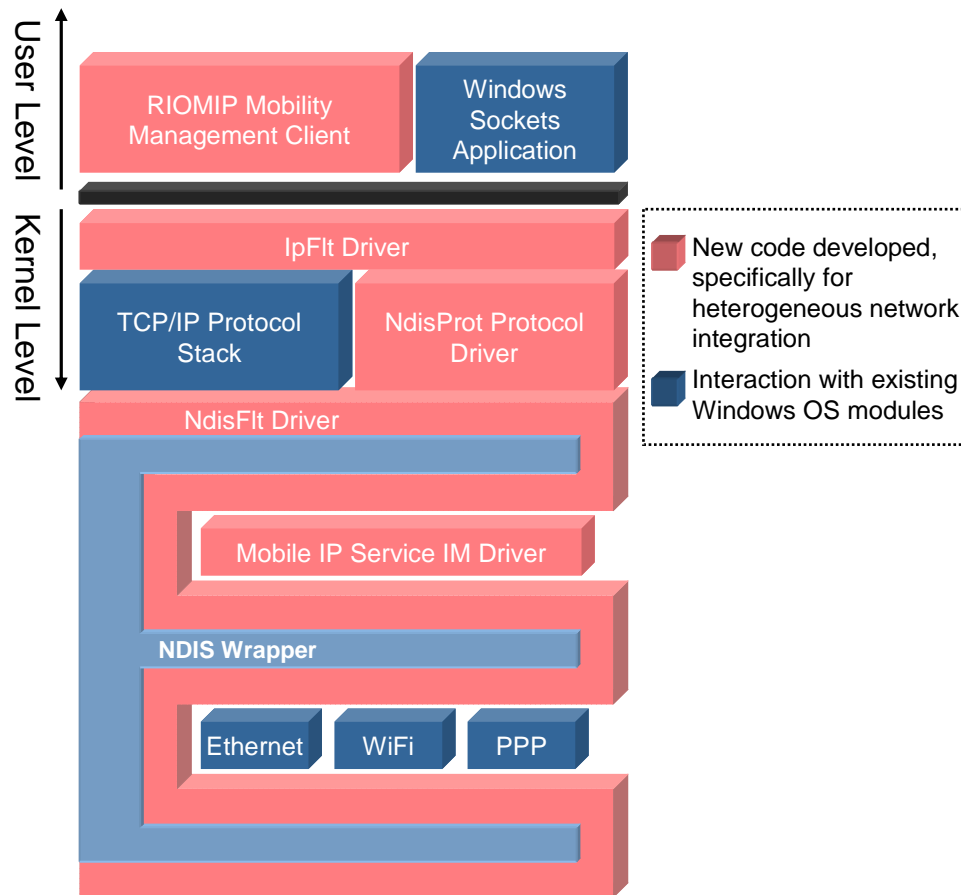 User Level
RIOMIP Mobility
Management Client
Windows
Sockets
Application
Kernel Level
IpFlt Driver
TCP/IP Protocol
Stack
NdisProt Protocol
Driver
NdisFlt Driver
Mobile IP Service IM Driver
NDIS Wrapper
Ethernet
WiFi
PPP
New code developed,
specifically for
heterogeneous network
integration
Interaction with existing
Windows OS modules